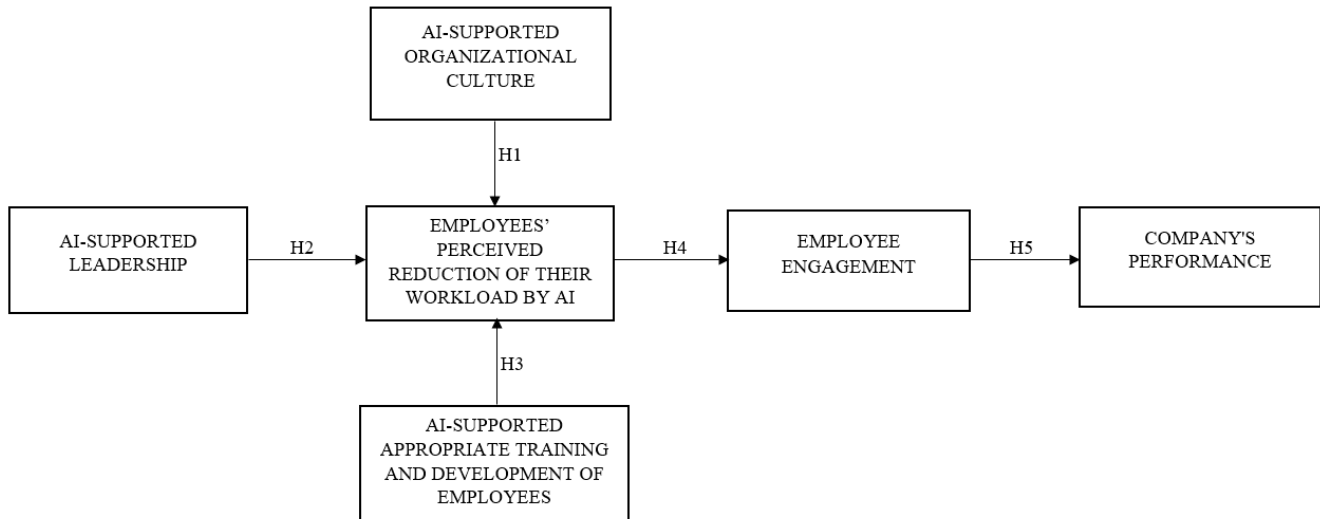 AI-SUPPORTED
ORGANIZATIONAL
CULTURE
H1
AI-SUPPORTED
LEADERSHIP
H2
EMPLOYEES’
PERCEIVED
REDUCTION OF THEIR
WORKLOAD BY AI
H4
EMPLOYEE
ENGAGEMENT
H5
COMPANY'S
PERFORMANCE
H3
AI-SUPPORTED
APPROPRIATE TRAINING
AND DEVELOPMENT OF
EMPLOYEES